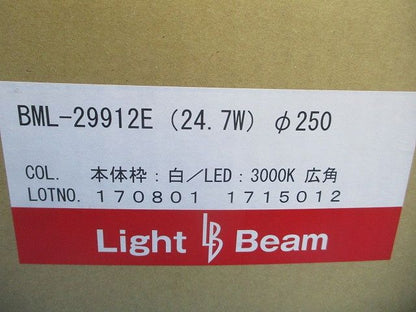 BML-29912E (24.7W) φ250
COL. 本体枠：白／LED：3000K 広角
LOTNO. 170801 1715012
Light LB Beam